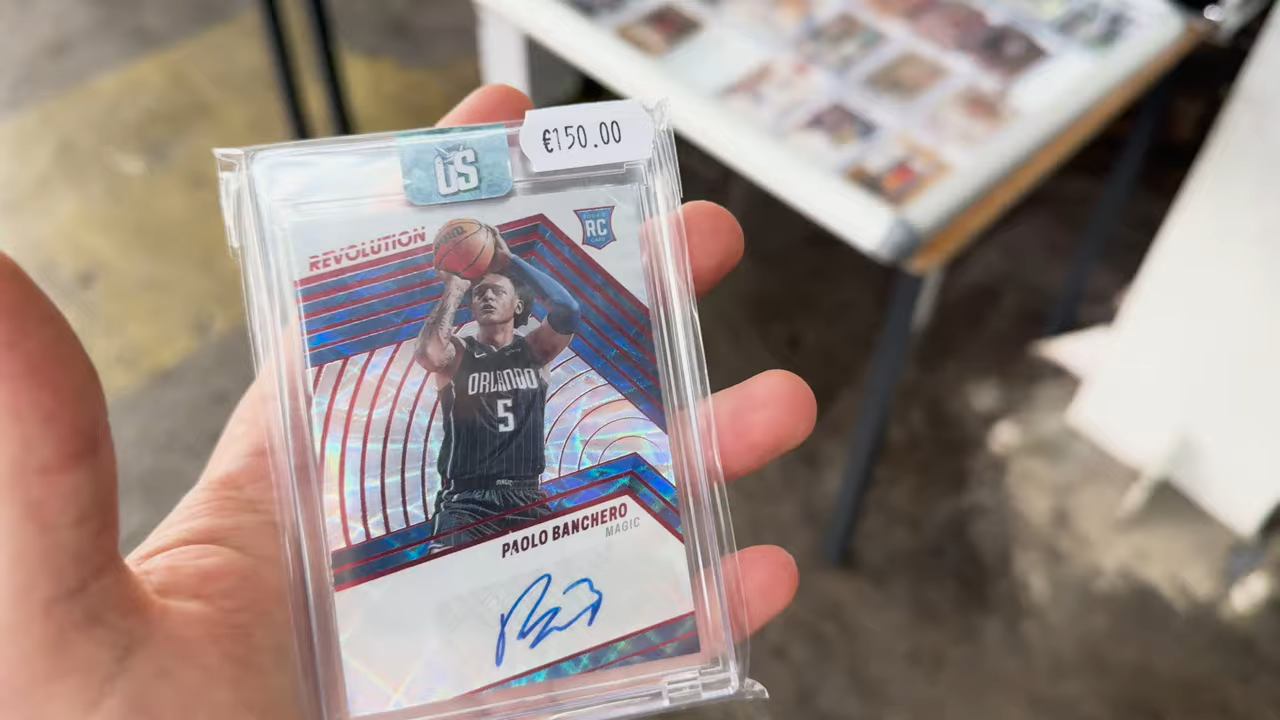 €150.00
US
REVOLUTION
RC
ORLANDO
5
PAOLO BANCHERO
MAGIC